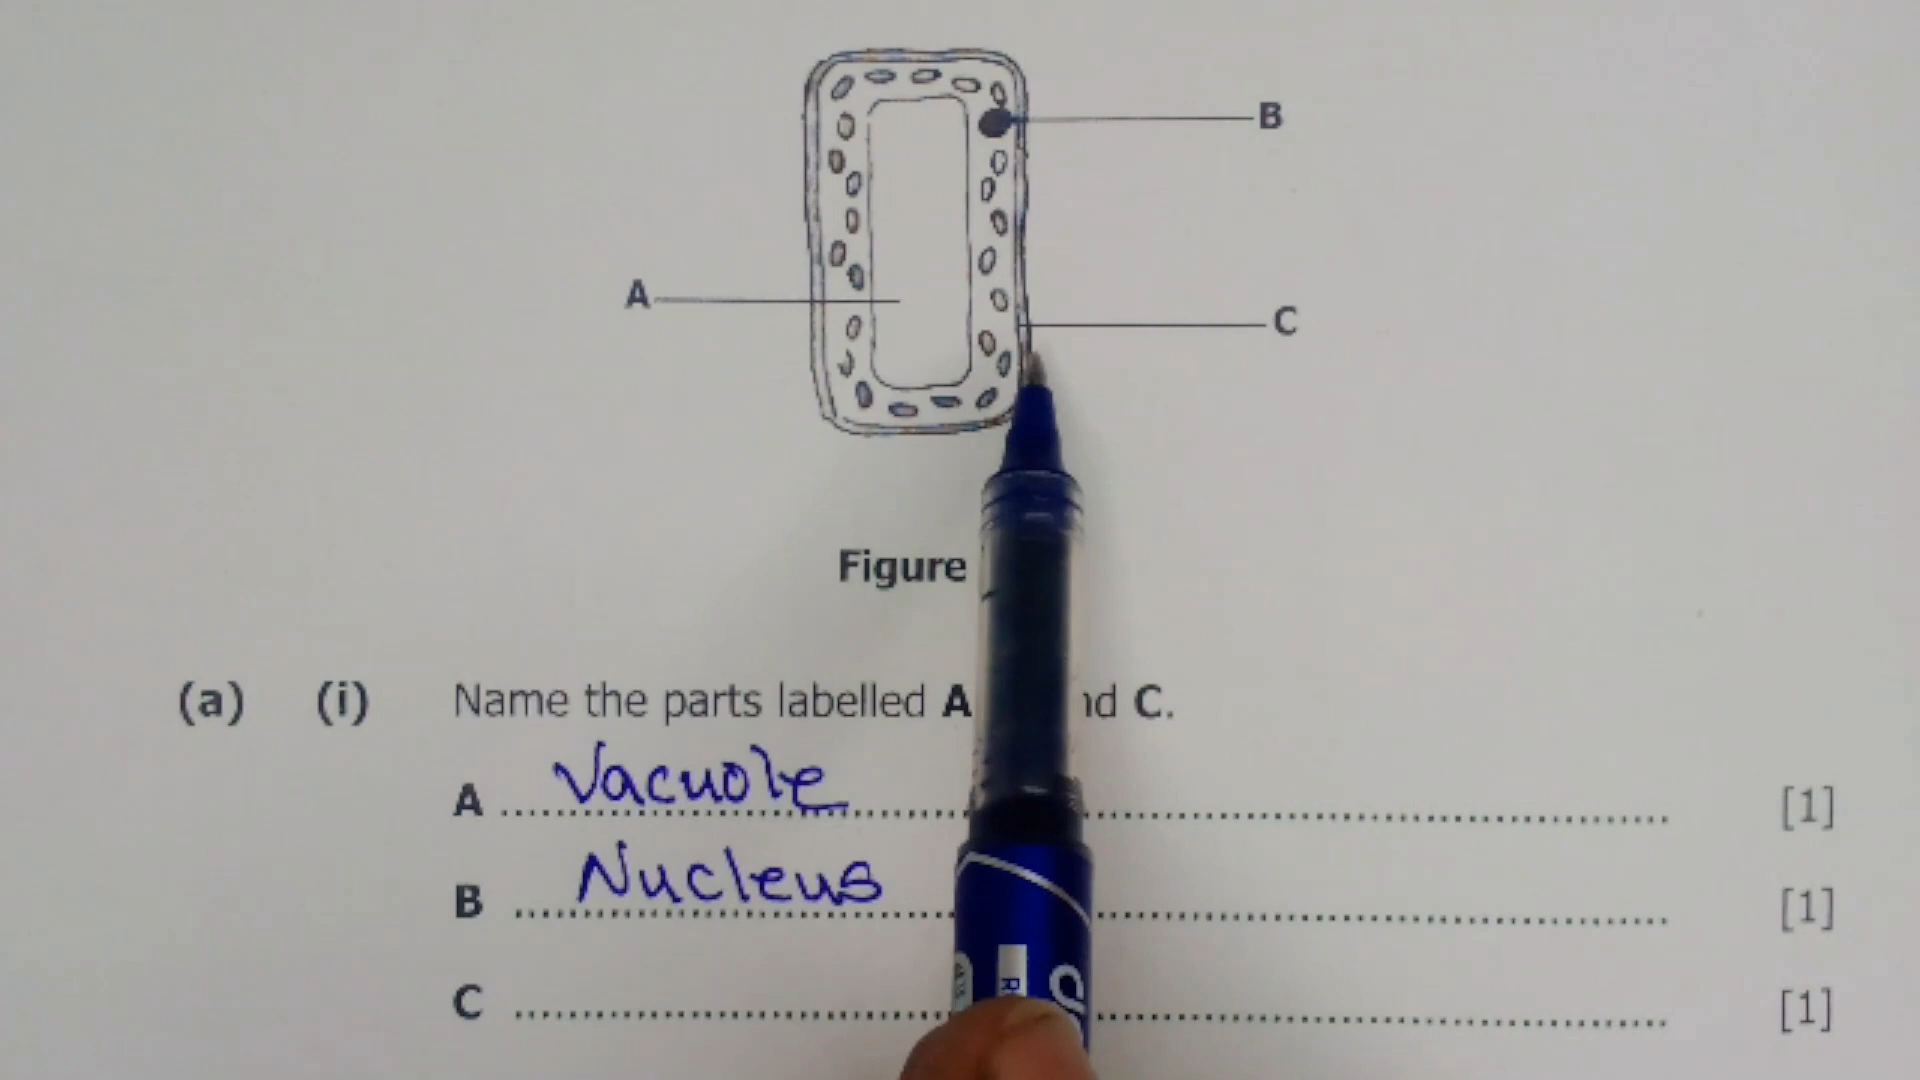 B
A
C
Figure
(a) (i) Name the parts labelled A nd C.
A Vacuole [1]
B Nucleus [1]
C [1]